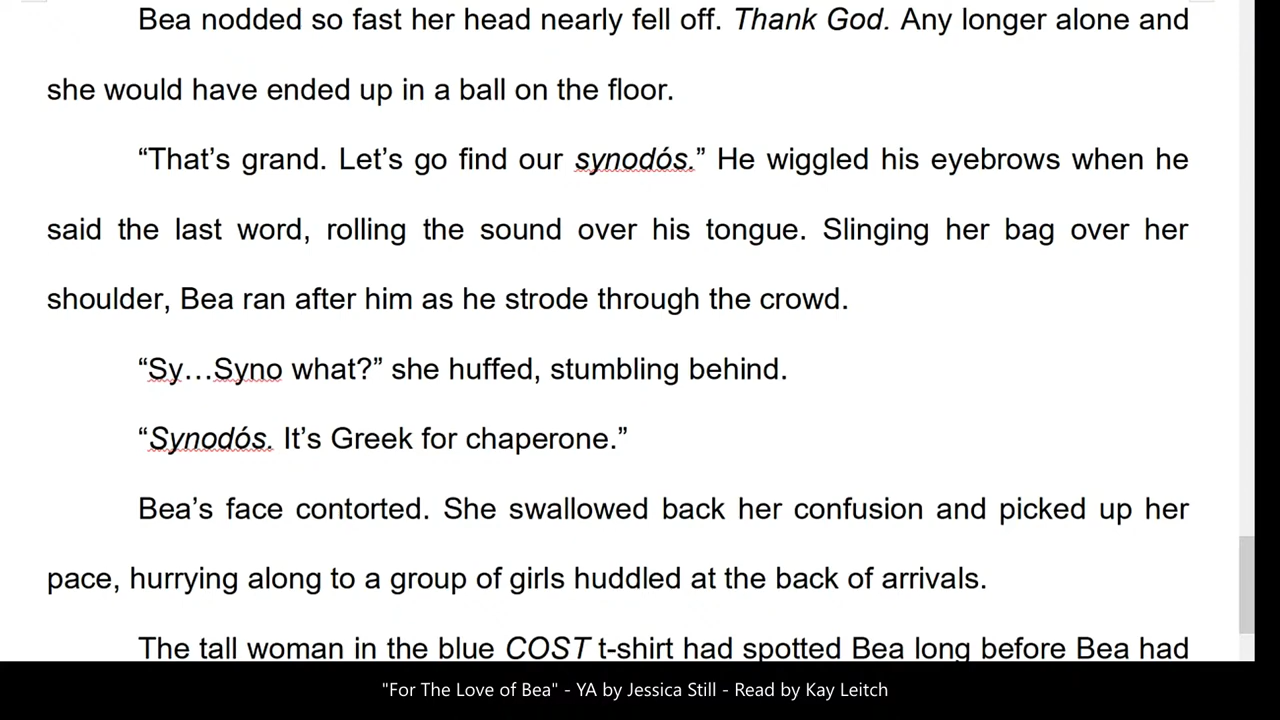 Bea nodded so fast her head nearly fell off. Thank God. Any longer alone and
she would have ended up in a ball on the floor.
“That’s grand. Let’s go find our synodós.” He wiggled his eyebrows when he
said the last word, rolling the sound over his tongue. Slinging her bag over her
shoulder, Bea ran after him as he strode through the crowd.
“Sy…Syno what?” she huffed, stumbling behind.
“Synodós. It’s Greek for chaperone.”
Bea’s face contorted. She swallowed back her confusion and picked up her
pace, hurrying along to a group of girls huddled at the back of arrivals.
The tall woman in the blue COST t-shirt had spotted Bea long before Bea had
"For The Love of Bea" - YA by Jessica Still - Read by Kay Leitch